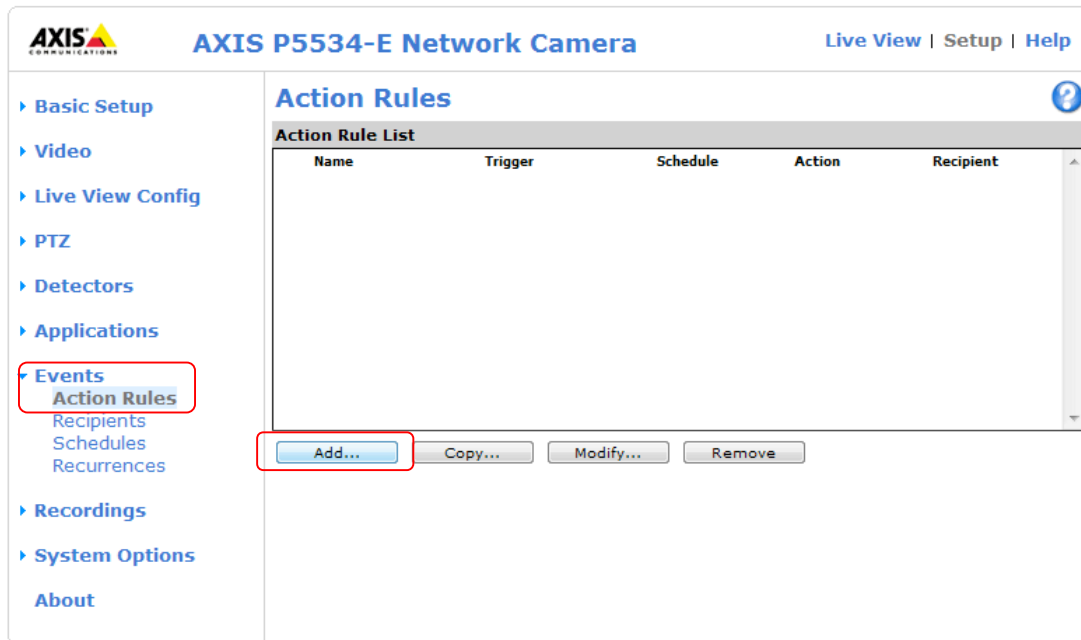 AXIS
COMMUNICATIONS
AXIS P5534-E Network Camera
Live View | Setup | Help
Basic Setup
Video
Live View Config
PTZ
Detectors
Applications
Events
Action Rules
Recipients
Schedules
Recurrences
Recordings
System Options
About
Action Rules
?
Action Rule List
Name Trigger Schedule Action Recipient
Add... Copy... Modify... Remove